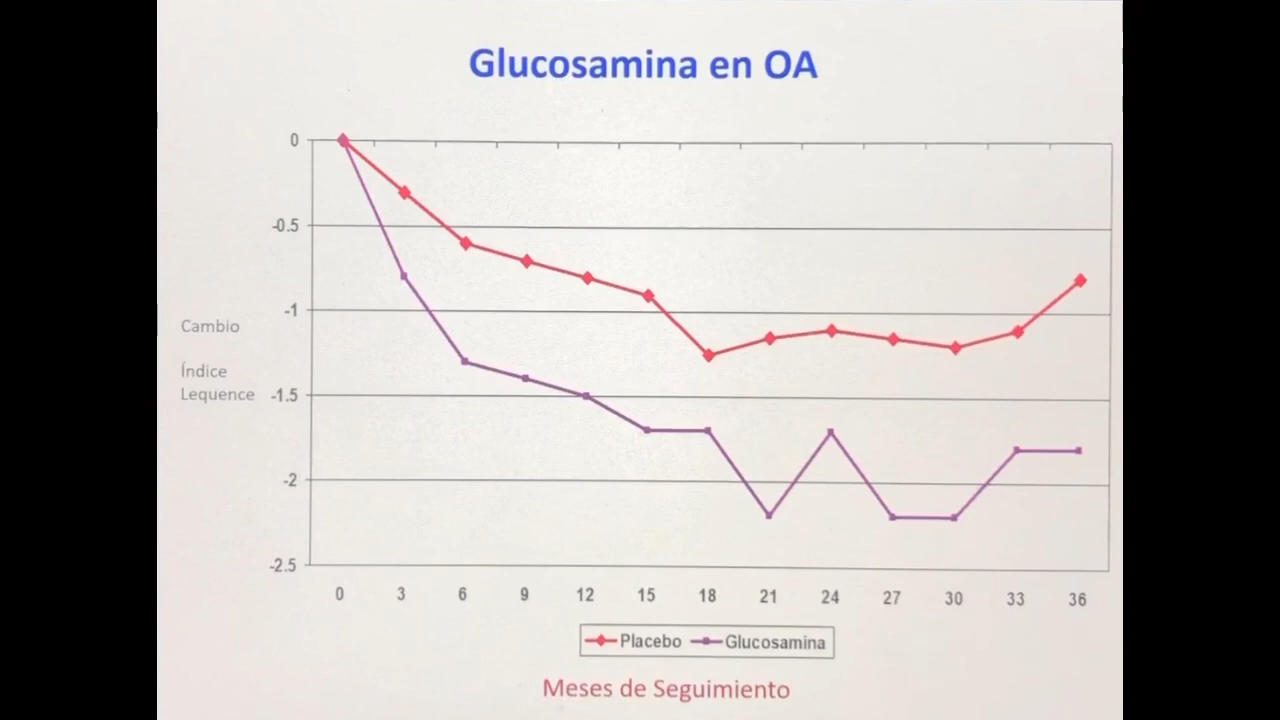 Glucosamina en OA
0
-0.5
-1
-1.5
-2
-2.5
Cambio
Índice
Lequence
0 3 6 9 12 15 18 21 24 27 30 33 36
Placebo Glucosamina
Meses de Seguimiento